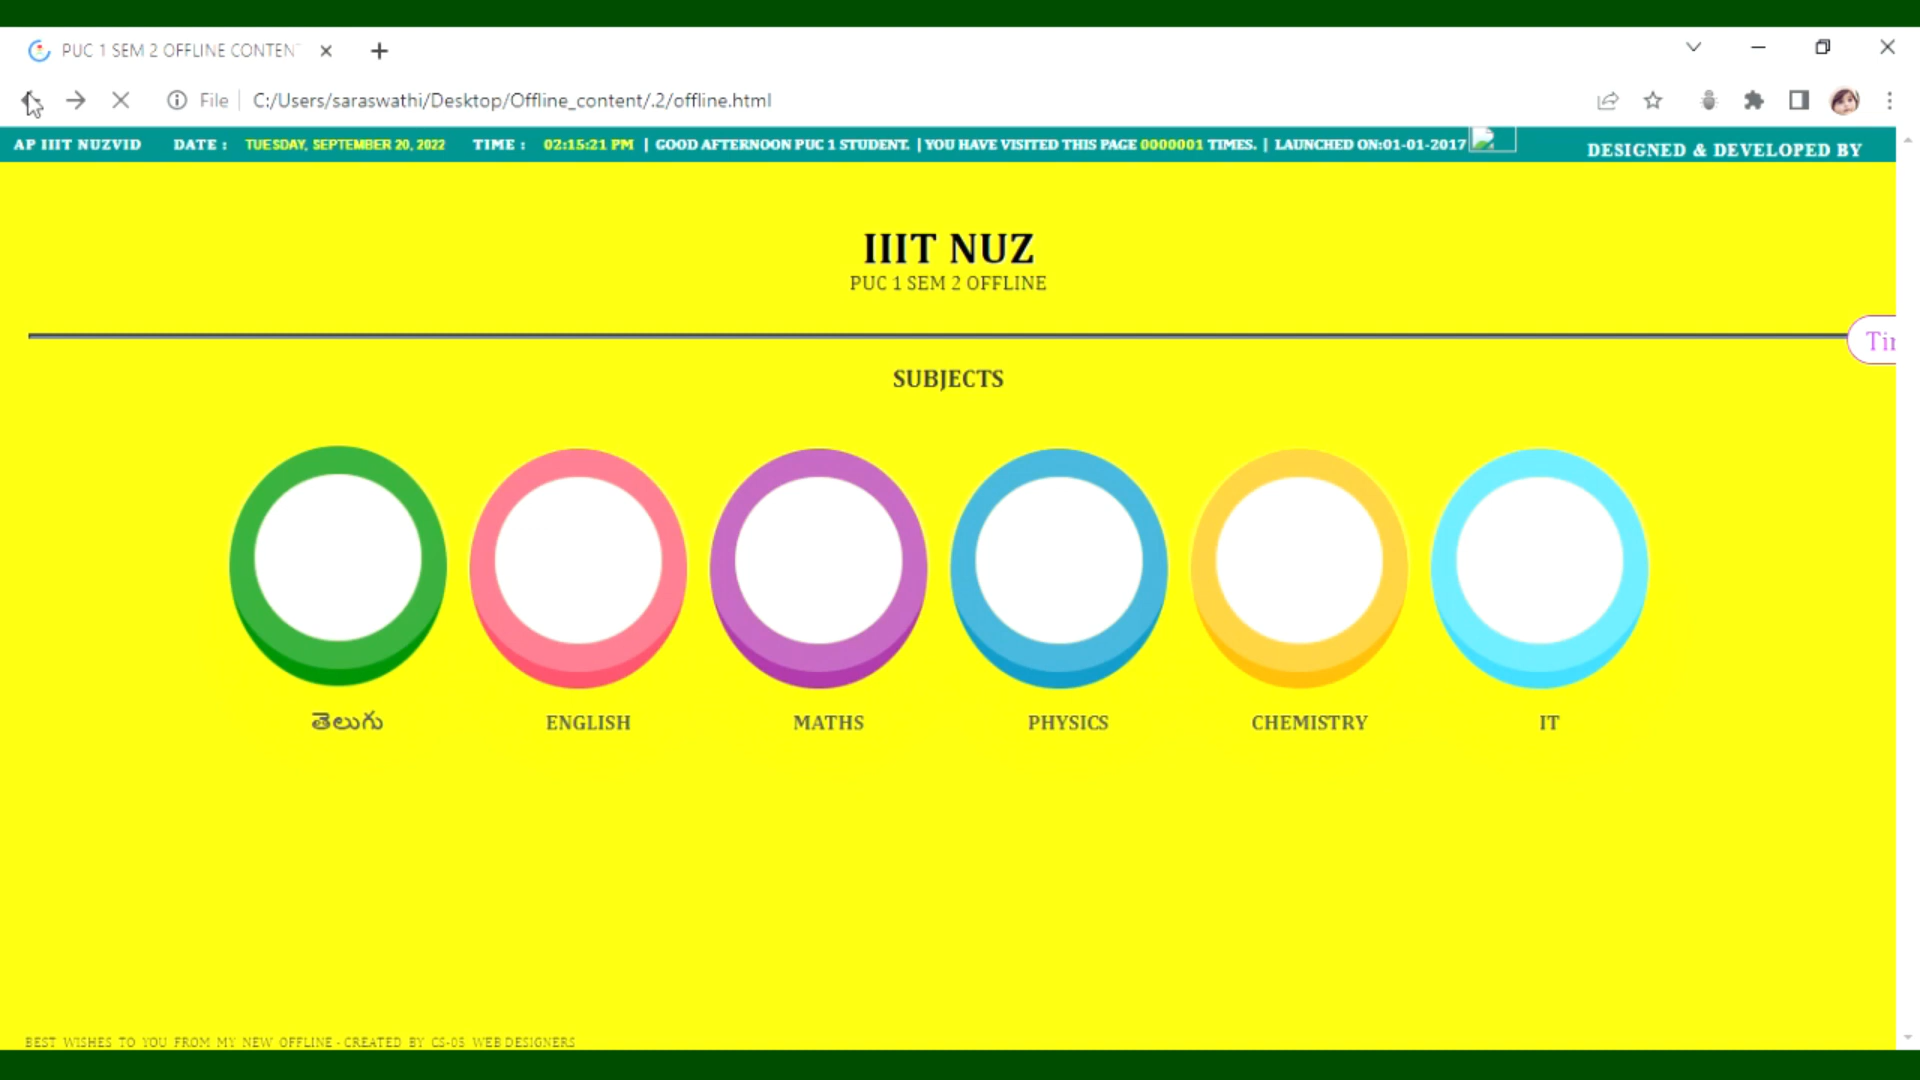 PUC 1 SEM 2 OFFLINE CONTEN
File
C:/Users/saraswathi/Desktop/Offline_content/.2/offline.html
AP IIIT NUZVID DATE : TUESDAY, SEPTEMBER 20, 2022 TIME : 02:15:21 PM | GOOD AFTERNOON PUC 1 STUDENT. | YOU HAVE VISITED THIS PAGE 0000001 TIMES. | LAUNCHED ON:01-01-2017
DESIGNED & DEVELOPED BY
IIIT NUZ
PUC 1 SEM 2 OFFLINE
SUBJECTS
తెలుగు ENGLISH MATHS PHYSICS CHEMISTRY IT
BEST WISHES TO YOU FROM MY NEW OFFLINE - CREATED BY CS-05 WEB DESIGNERS